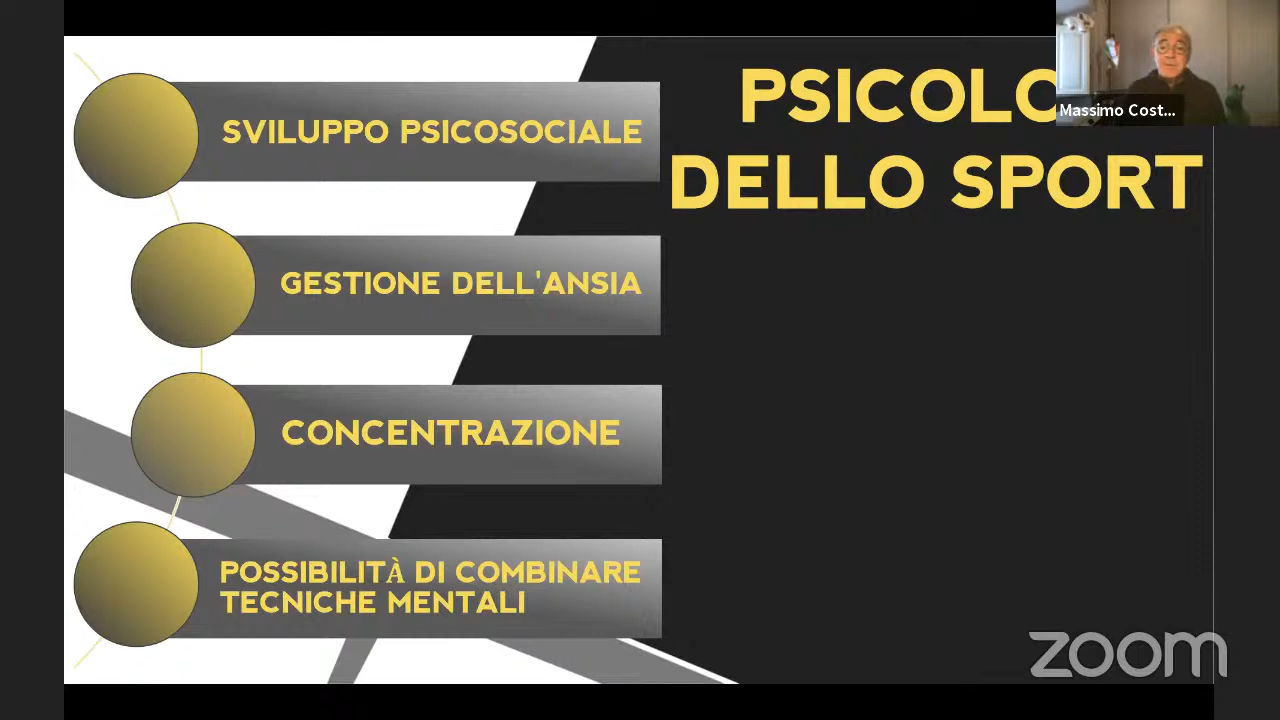 PSICOLO
DELLO SPORT
Massimo Cost...
SVILUPPO PSICOSOCIALE
GESTIONE DELL'ANSIA
CONCENTRAZIONE
POSSIBILITÀ DI COMBINARE
TECNICHE MENTALI
zoom